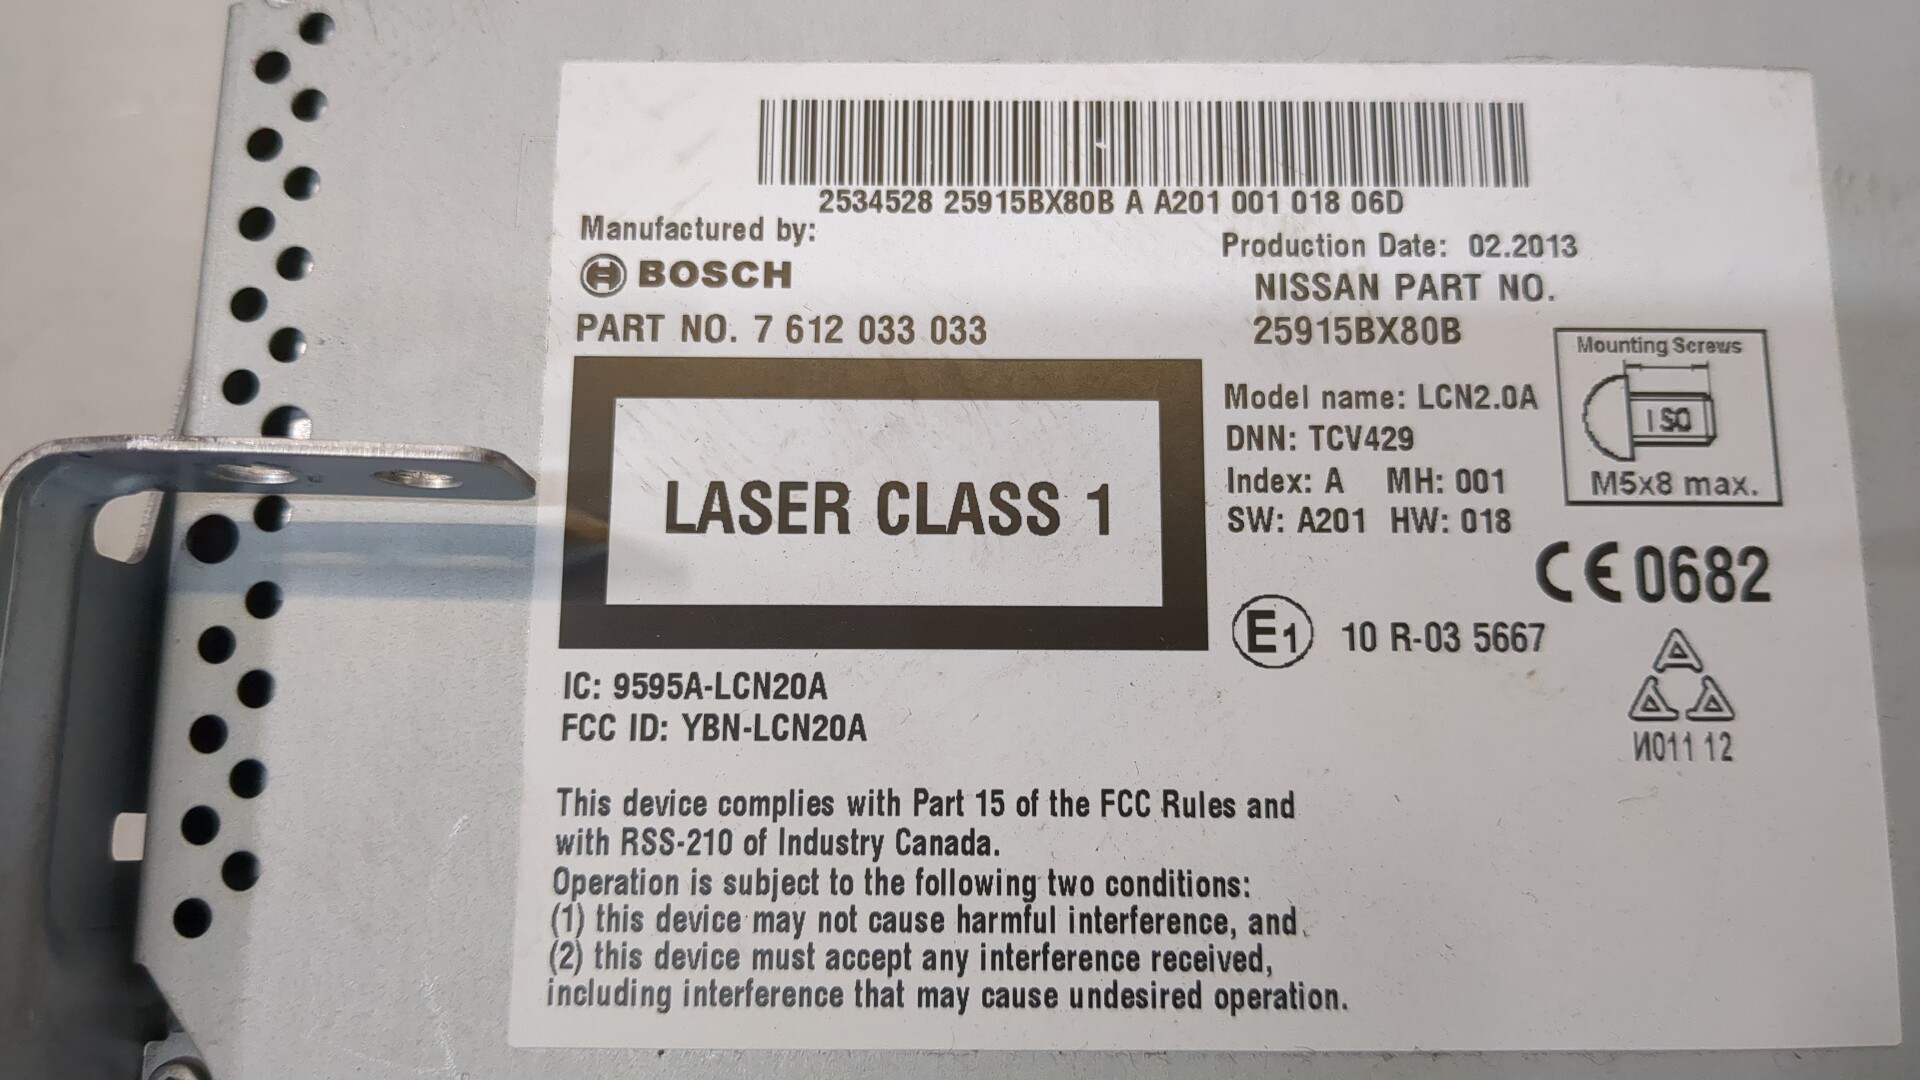 2534528 25915BX80B A A201 001 018 06D
Manufactured by:
BOSCH
PART NO. 7 612 033 033
Production Date: 02.2013
NISSAN PART NO.
25915BX80B
Mounting Screws
ISO
M5x8 max.
LASER CLASS 1
Model name: LCN2.0A
DNN: TCV429
Index: A MH: 001
SW: A201 HW: 018
CE 0682
E1 10 R-03 5667
A
A A
И011 12
IC: 9595A-LCN20A
FCC ID: YBN-LCN20A
This device complies with Part 15 of the FCC Rules and
with RSS-210 of Industry Canada.
Operation is subject to the following two conditions:
(1) this device may not cause harmful interference, and
(2) this device must accept any interference received,
including interference that may cause undesired operation.